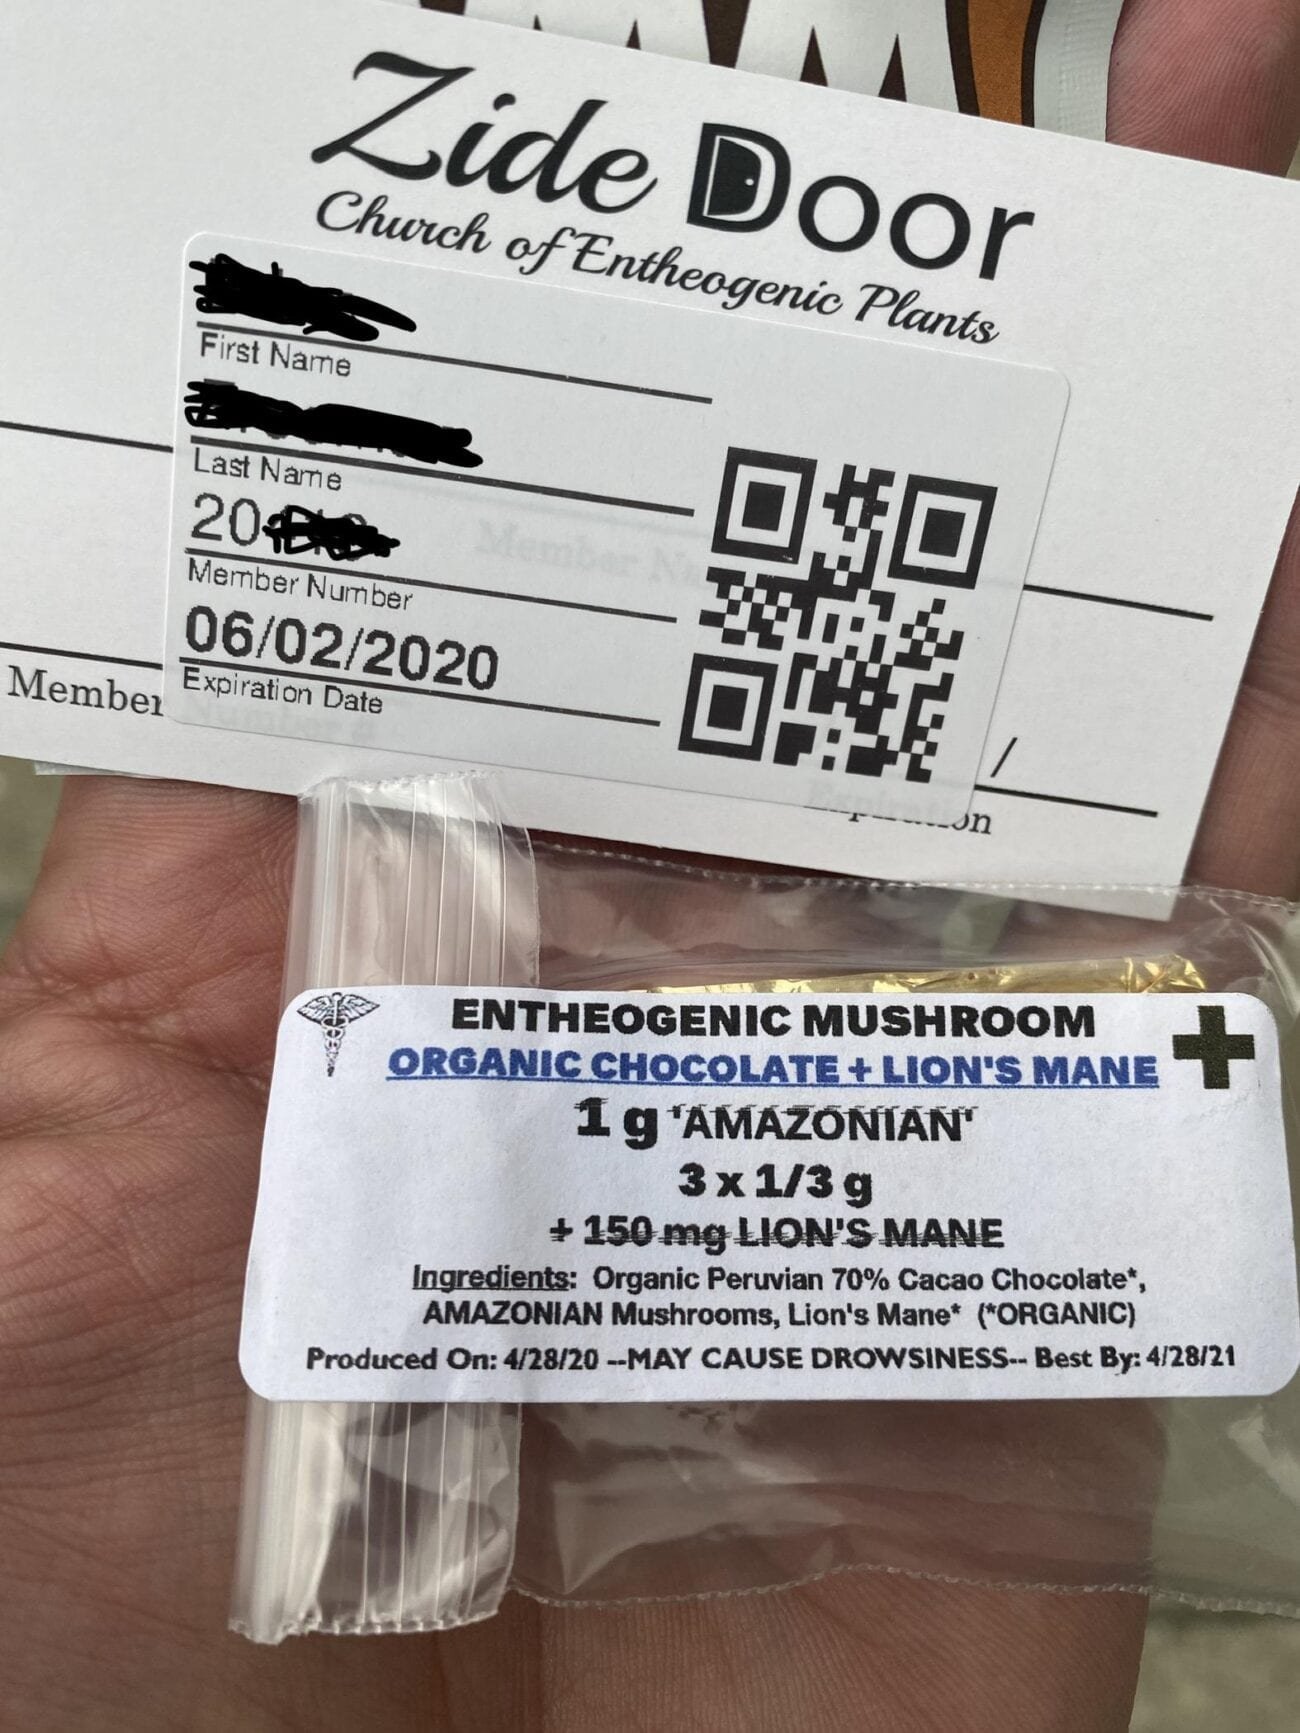 Zide Door
Church of Entheogenic Plants
First Name
Last Name
20
Member Number
06/02/2020
Expiration Date
Member Number #
/
Expiration
ENTHEOGENIC MUSHROOM
ORGANIC CHOCOLATE + LION'S MANE
1 g 'AMAZONIAN'
3 x 1/3 g
+ 150 mg LION'S MANE
Ingredients: Organic Peruvian 70% Cacao Chocolate*,
AMAZONIAN Mushrooms, Lion's Mane* (*ORGANIC)
Produced On: 4/28/20 --MAY CAUSE DROWSINESS-- Best By: 4/28/21